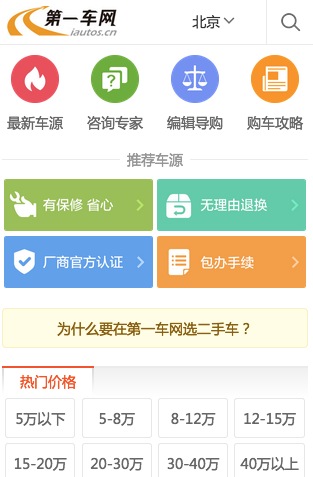 第一车网
iautos.cn
北京
最新车源
咨询专家
编辑导购
购车攻略
推荐车源
有保修 省心
无理由退换
厂商官方认证
包办手续
为什么要在第一车网选二手车？
热门价格
5万以下
5-8万
8-12万
12-15万
15-20万
20-30万
30-40万
40万以上